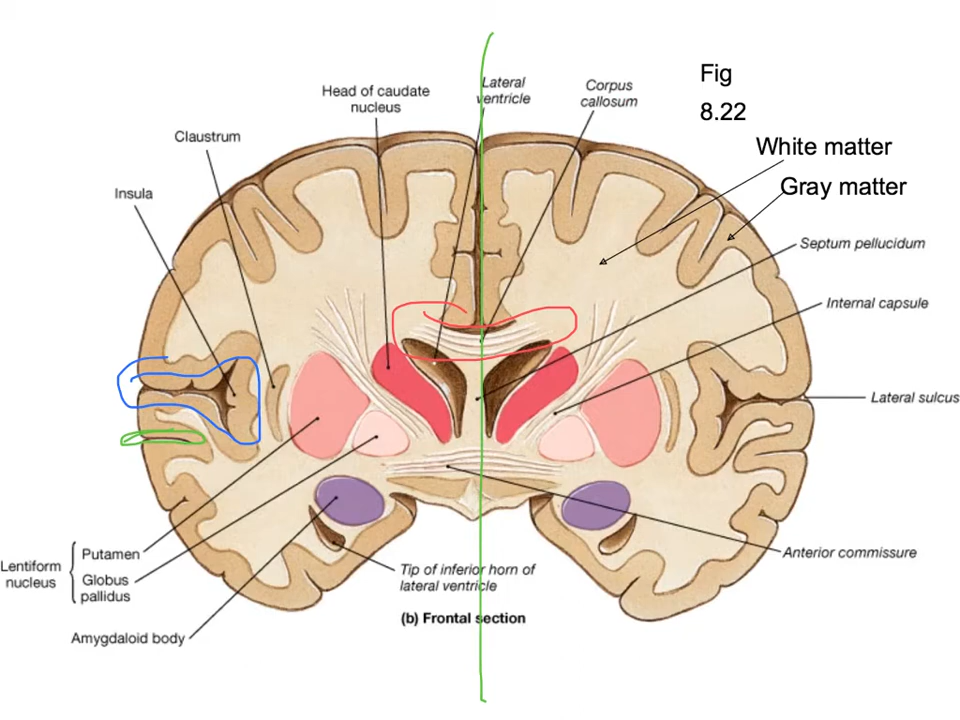 Fig
8.22
Head of caudate
nucleus
Lateral
ventricle
Corpus
callosum
Claustrum
White matter
Insula
Gray matter
Septum pellucidum
Internal capsule
Lateral sulcus
Lentiform
nucleus
Putamen
Globus
pallidus
Anterior commissure
Tip of inferior horn of
lateral ventricle
(b) Frontal section
Amygdaloid body